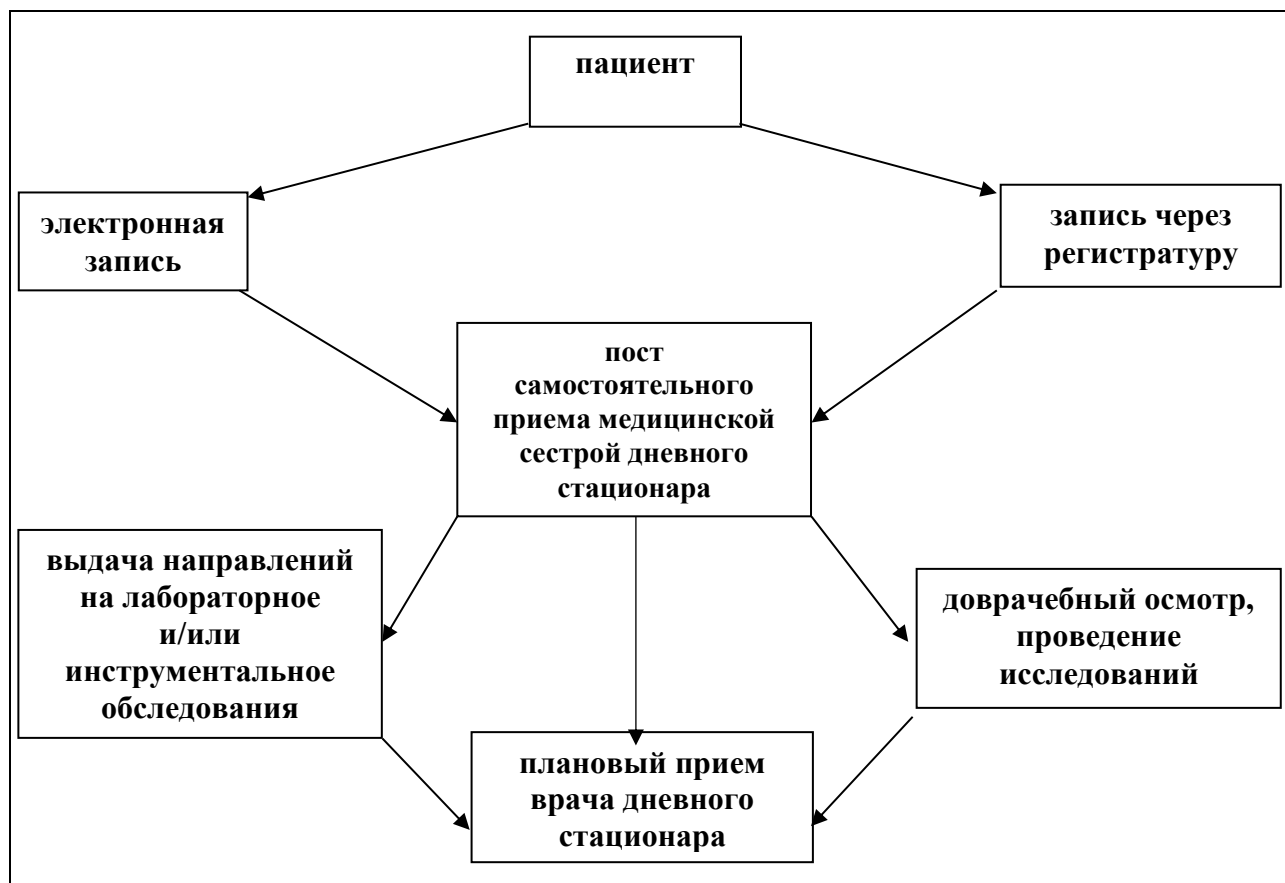 пациент
электронная
запись
запись через
регистратуру
пост
самостоятельного
приема медицинской
сестрой дневного
стационара
выдача направлений
на лабораторное
и/или
инструментальное
обследования
доврачебный осмотр,
проведение
исследований
плановый прием
врача дневного
стационара